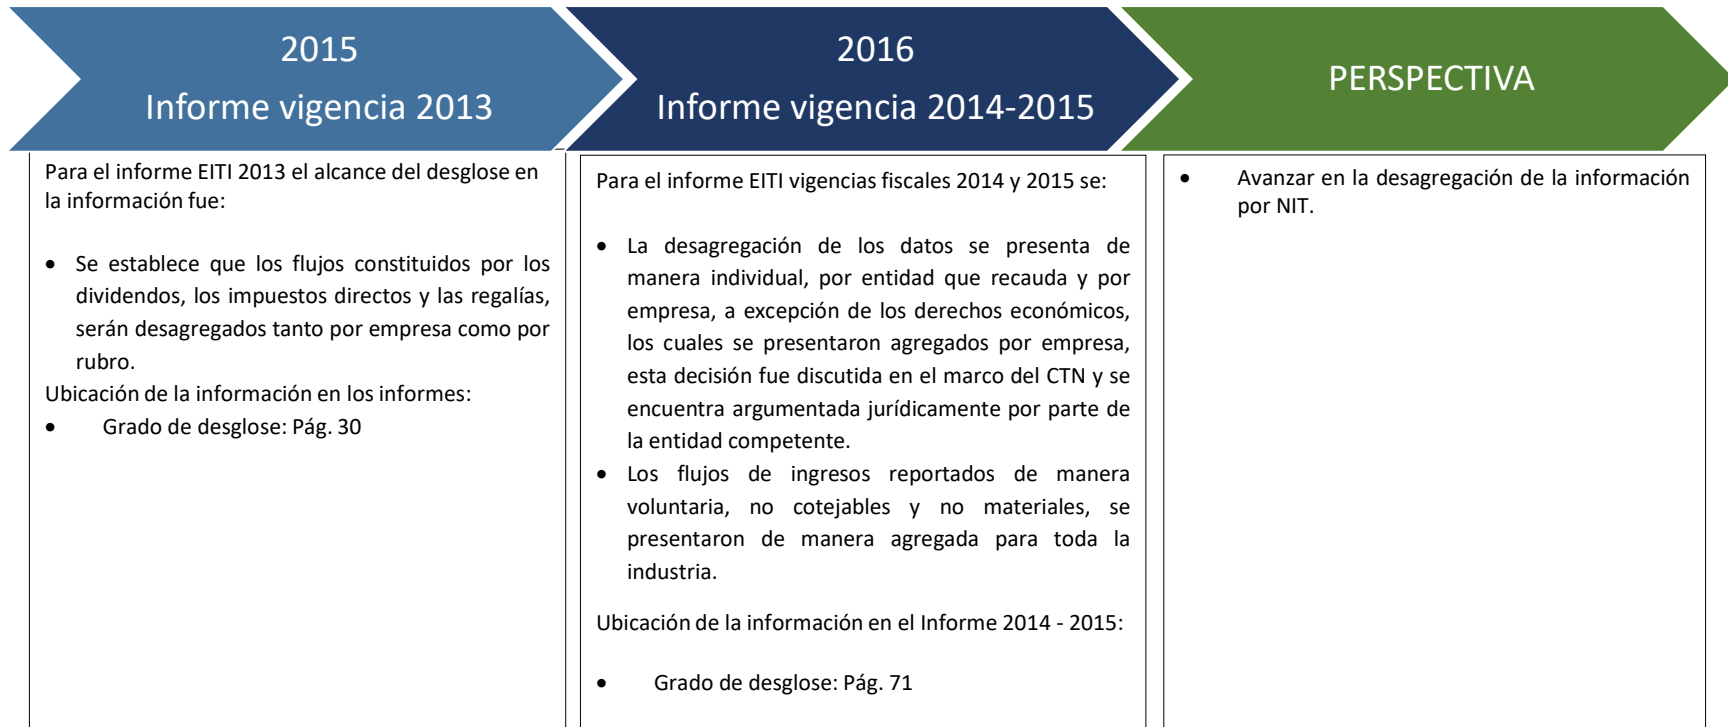 2015
Informe vigencia 2013
2016
Informe vigencia 2014-2015
PERSPECTIVA
Para el informe EITI 2013 el alcance del desglose en
la información fue:
• Se establece que los flujos constituidos por los
dividendos, los impuestos directos y las regalías,
serán desagregados tanto por empresa como por
rubro.
Ubicación de la información en los informes:
• Grado de desglose: Pág. 30
Para el informe EITI vigencias fiscales 2014 y 2015 se:
• La desagregación de los datos se presenta de
manera individual, por entidad que recauda y por
empresa, a excepción de los derechos económicos,
los cuales se presentaron agregados por empresa,
esta decisión fue discutida en el marco del CTN y se
encuentra argumentada jurídicamente por parte de
la entidad competente.
• Los flujos de ingresos reportados de manera
voluntaria, no cotejables y no materiales, se
presentaron de manera agregada para toda la
industria.
Ubicación de la información en el Informe 2014 - 2015:
• Grado de desglose: Pág. 71
• Avanzar en la desagregación de la información
por NIT.